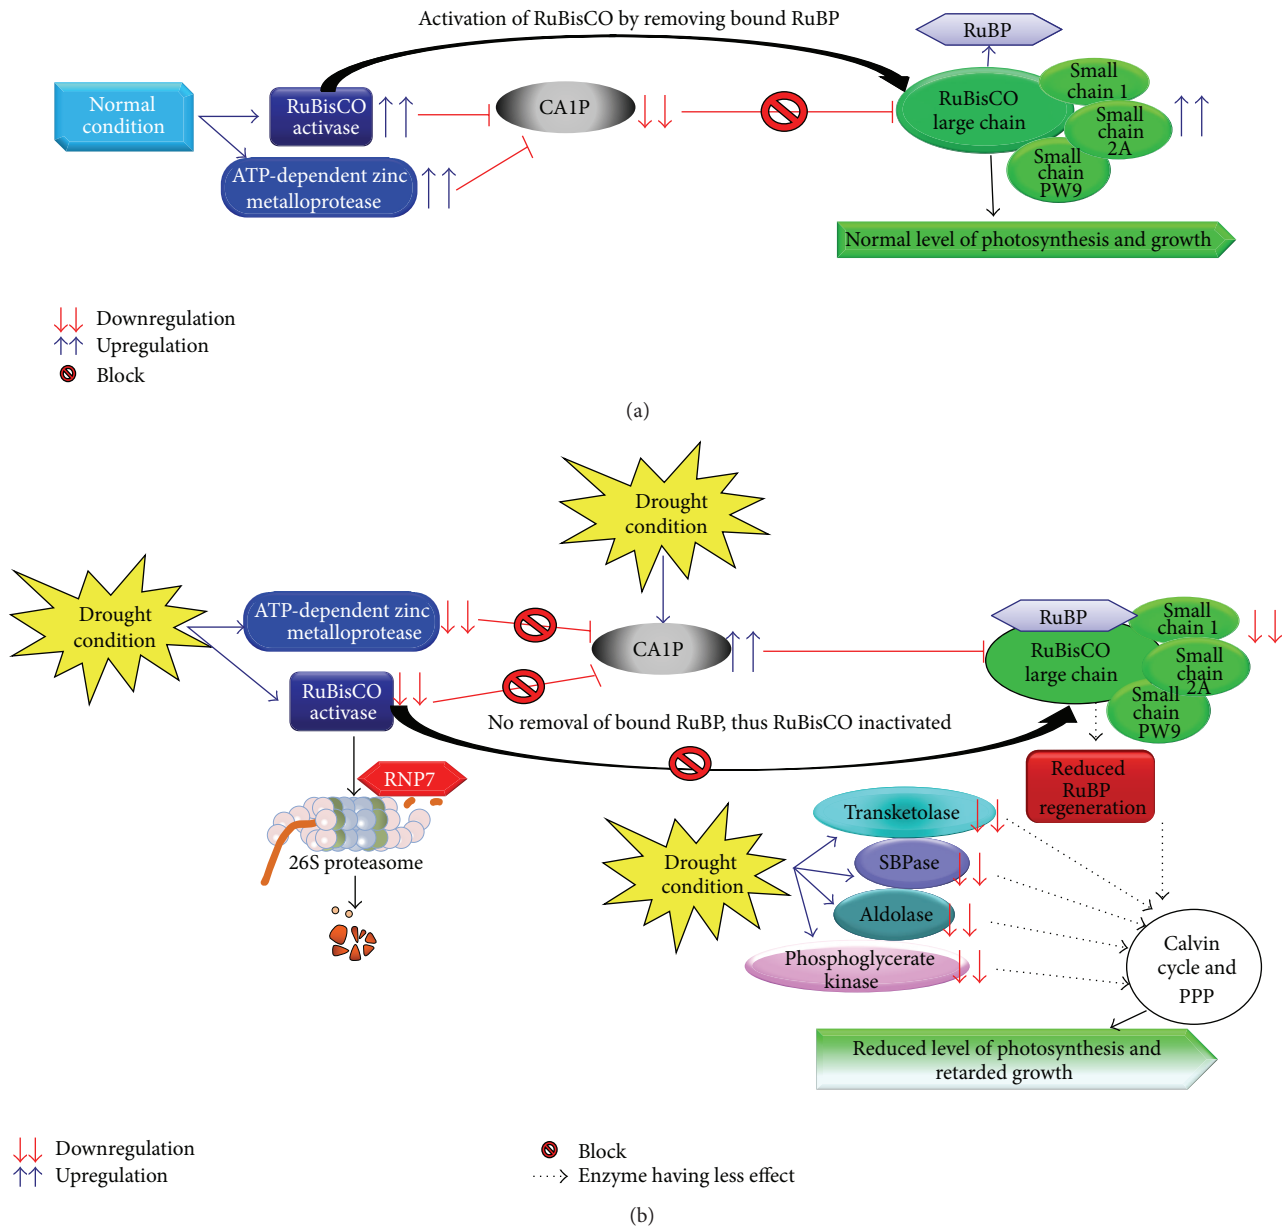 Activation of RuBisCO by removing bound RuBP
RuBP
Normal
condition
RuBisCO
activase
CA1P
RuBisCO
large chain
Small
chain 1
Small
chain
2A
Small
chain
PW9
ATP-dependent zinc
metalloprotease
Normal level of photosynthesis and growth
Downregulation
Upregulation
Block
(a)
Drought
condition
Drought
condition
ATP-dependent zinc
metalloprotease
CA1P
RuBP
RuBisCO
large chain
Small
chain 1
Small
chain
2A
Small
chain
PW9
RuBisCO
activase
No removal of bound RuBP, thus RuBisCO inactivated
RNP7
26S proteasome
Reduced
RuBP
regeneration
Drought
condition
Transketolase
SBPase
Aldolase
Phosphoglycerate
kinase
Calvin
cycle and
PPP
Reduced level of photosynthesis and
retarded growth
Downregulation
Upregulation
Block
Enzyme having less effect
(b)